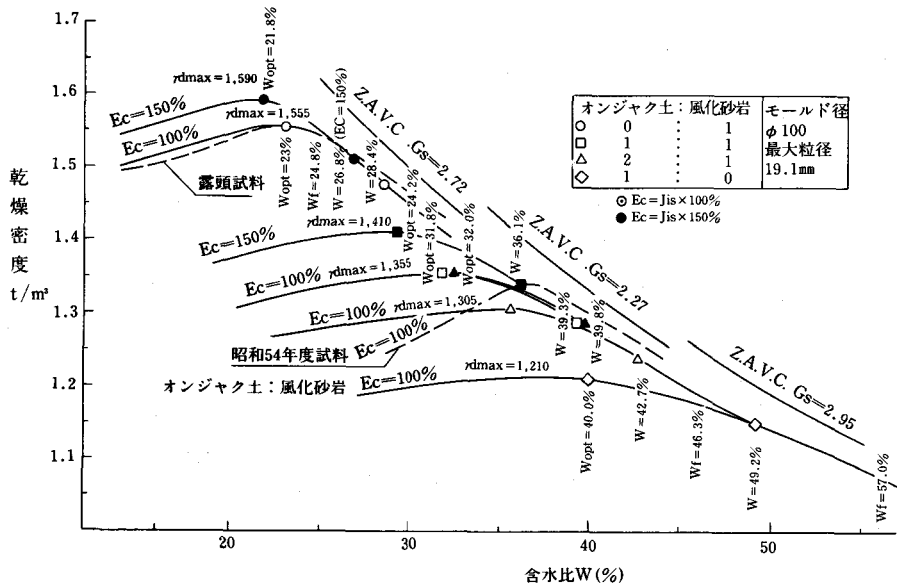 1.7
1.6
1.5
1.4
1.3
1.2
1.1
乾燥密度
t/m³
20
30
40
50
含水比W(%)
Wopt=21.8%
γdmax=1,590
Ec=150%
γdmax=1,555
Ec=100%
露頭試料
Wopt=23%
Wf=24.8%
W=26.8%
(EC=150%)
W=28.4%
Z.A.V.C .Gs=2.72
γdmax=1,410
Ec=150%
Wopt=24.2%
Wopt=31.8%
Wopt=32.0%
W=36.1%
Z.A.V.C .Gs=2.27
Ec=100%
γdmax=1,355
Ec=100%
γdmax=1,305
Ec=100%
昭和54年度試料
オンジャク土:風化砂岩
Ec=100%
γdmax=1,210
W=39.3%
W=39.8%
Wopt=40.0%
W=42.7%
Wf=46.3%
W=49.2%
Z.A.V.C. Gs=2.95
Wf=57.0%
オンジャク土:風化砂岩
モールド径
○ 0 : 1
φ100
□ 1 : 1
最大粒径
△ 2 : 1
19.1mm
◇ 1 : 0
⊙ Ec=Jis×100%
● Ec=Jis×150%